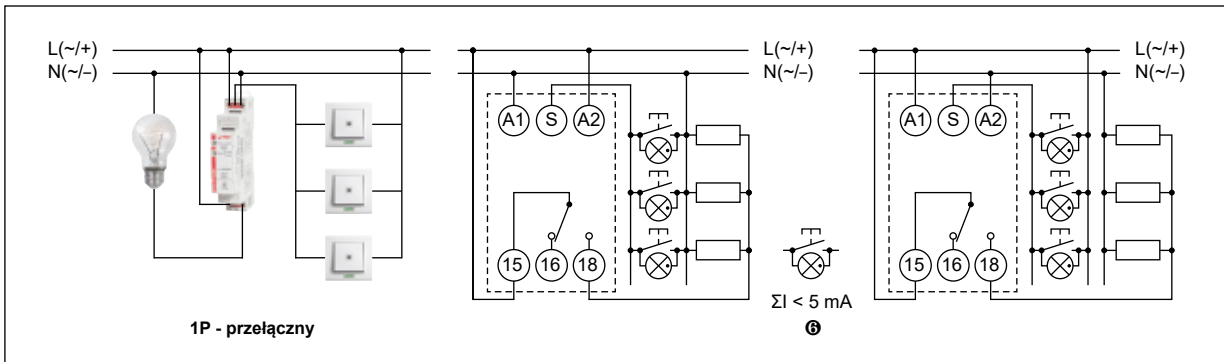 L(~/+)
N(~/–)
L(~/+)
N(~/–)
L(~/+)
N(~/–)
A1
S
A2
A1
S
A2
15
16
18
15
16
18
ΣI < 5 mA
❻
1P - przełączny